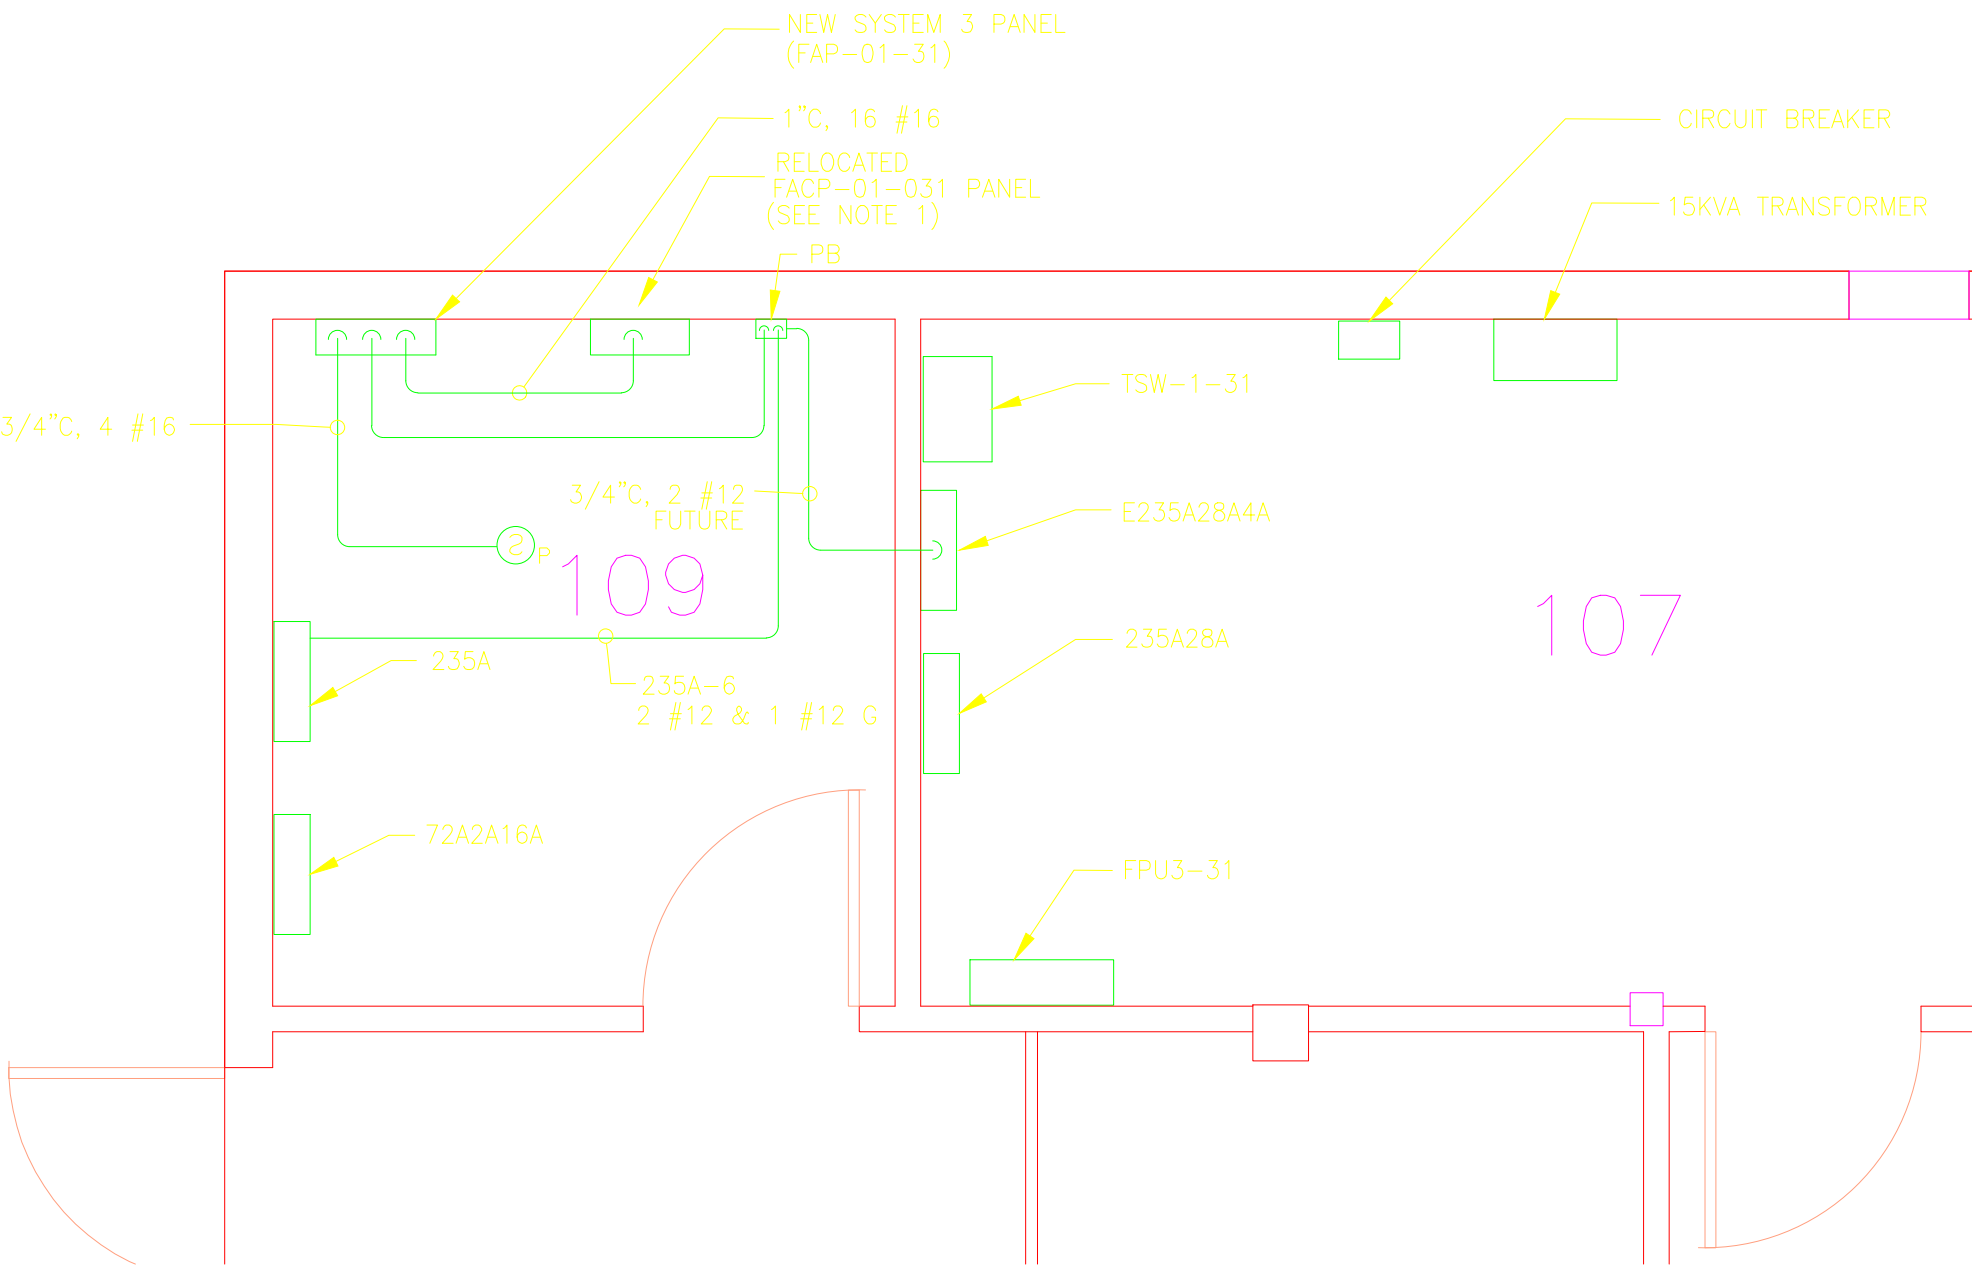 NEW SYSTEM 3 PANEL
(FAP-01-31)
1"C, 16 #16
RELOCATED
FACP-01-031 PANEL
(SEE NOTE 1)
PB
CIRCUIT BREAKER
15KVA TRANSFORMER
3/4"C, 4 #16
TSW-1-31
3/4"C, 2 #12
FUTURE
E235A28A4A
S
P
109
107
235A
235A-6
2 #12 & 1 #12 G
235A28A
72A2A16A
FPU3-31